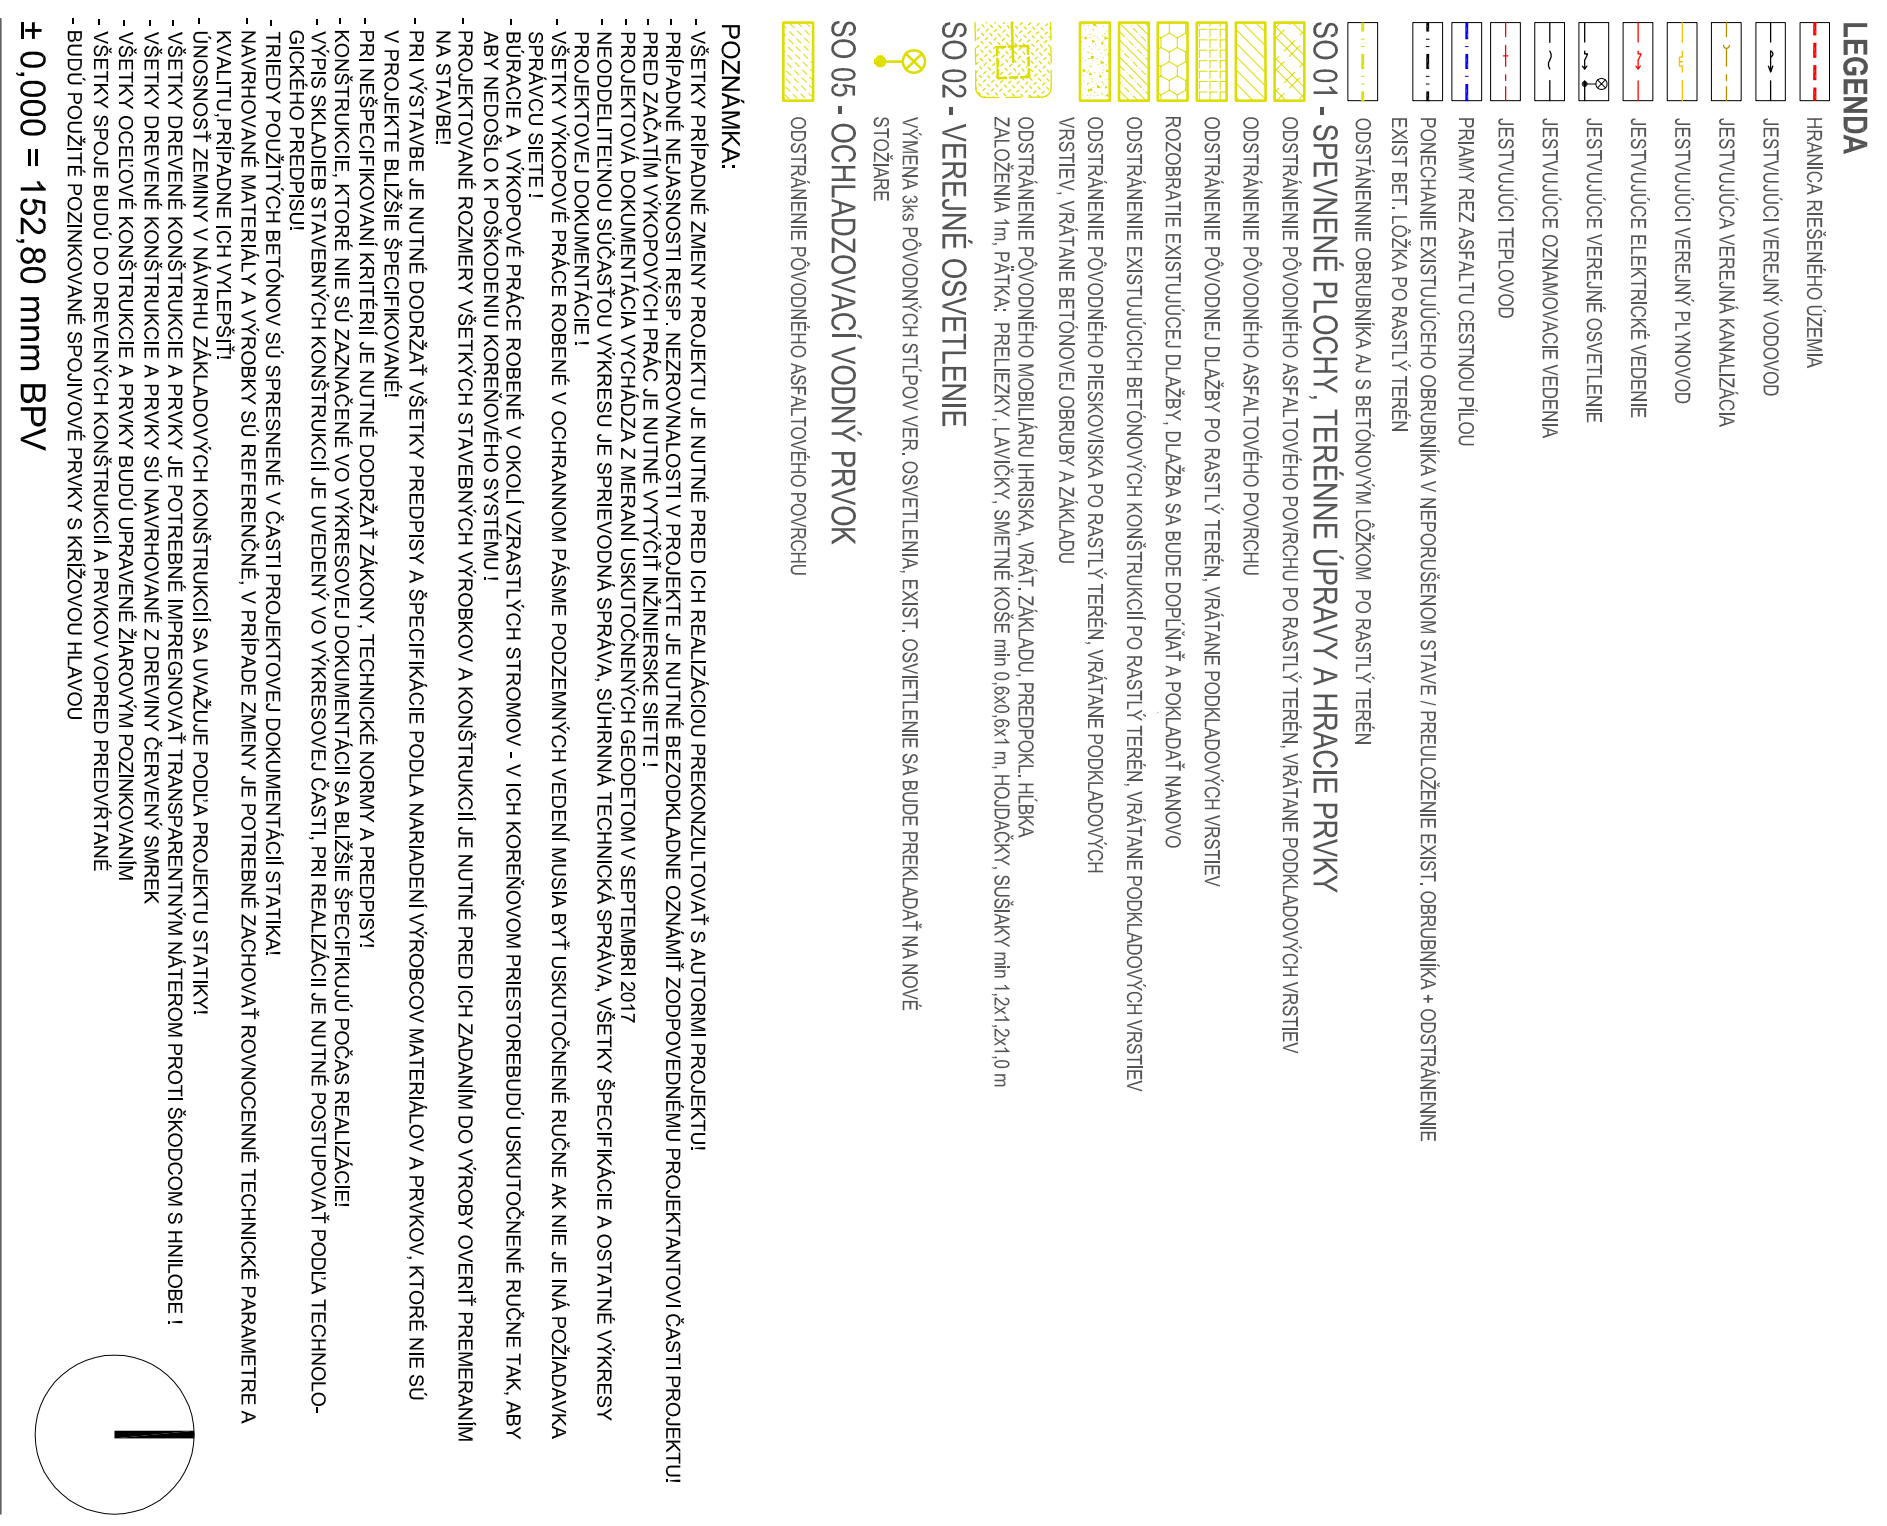 LEGENDA
HRANICA RIEŠENÉHO ÚZEMIA
JESTVUJÚCI VEREJNÝ VODOVOD
JESTVUJÚCA VEREJNÁ KANALIZÁCIA
JESTVUJÚCI VEREJNÝ PLYNOVOD
JESTVUJÚCE ELEKTRICKÉ VEDENIE
JESTVUJÚCE VEREJNÉ OSVETLENIE
JESTVUJÚCE OZNAMOVACIE VEDENIA
JESTVUJÚCI TEPLOVOD
PRIAMY REZ ASFALTU CESTNOU PÍLOU
PONECHANIE EXISTUJÚCEHO OBRUBNÍKA V NEPORUŠENOM STAVE / PREULOŽENIE EXIST. OBRUBNÍKA + ODSTRÁNENNIE
EXIST BET. LÔŽKA PO RASTLÝ TERÉN
ODSTÁNENNIE OBRUBNÍKA AJ S BETÓNOVÝM LÔŽKOM PO RASTLÝ TERÉN
SO 01 - SPEVNENÉ PLOCHY, TERÉNNE ÚPRAVY A HRACIE PRVKY
ODSTRÁNENIE PÔVODNÉHO ASFALTOVÉHO POVRCHU PO RASTLÝ TERÉN, VRÁTANE PODKLADOVÝCH VRSTIEV
ODSTRÁNENIE PÔVODNÉHO ASFALTOVÉHO POVRCHU
ODSTRÁNENIE PÔVODNEJ DLAŽBY PO RASTLÝ TERÉN, VRÁTANE PODKLADOVÝCH VRSTIEV
ROZOBRATIE EXISTUJÚCEJ DLAŽBY, DLAŽBA SA BUDE DOPĹŇAŤ A POKLADAŤ NANOVO
ODSTRÁNENIE EXISTUJÚCICH BETÓNOVÝCH KONŠTRUKCIÍ PO RASTLÝ TERÉN, VRÁTANE PODKLADOVÝCH VRSTIEV
ODSTRÁNENIE PÔVODNÉHO PIESKOVISKA PO RASTLÝ TERÉN, VRÁTANE PODKLADOVÝCH
VRSTIEV, VRÁTANE BETÓNOVEJ OBRUBY A ZÁKLADU
ODSTRÁNENIE PÔVODNÉHO MOBILIÁRU IHRISKA, VRÁT. ZÁKLADU, PREDPOKL. HĹBKA
ZALOŽENIA 1m, PÄTKA: PRELIEZKY, LAVIČKY, SMETNÉ KOŠE min 0,6x0,6x1 m, HOJDAČKY, SUŠIAKY min 1,2x1,2x1,0 m
SO 02 - VEREJNÉ OSVETLENIE
VÝMENA 3ks PÔVODNÝCH STĹPOV VER. OSVETLENIA, EXIST. OSVIETLENIE SA BUDE PREKLADAŤ NA NOVÉ
STOŽIARE
SO 05 - OCHLADZOVACÍ VODNÝ PRVOK
ODSTRÁNENIE PÔVODNÉHO ASFALTOVÉHO POVRCHU
POZNÁMKA:
- VŠETKY PRÍPADNÉ ZMENY PROJEKTU JE NUTNÉ PRED ICH REALIZÁCIOU PREKONZULTOVAŤ S AUTORMI PROJEKTU!
- PRÍPADNÉ NEJASNOSTI RESP. NEZROVNALOSTI V PROJEKTE JE NUTNÉ BEZODKLADNE OZNÁMIŤ ZODPOVEDNÉMU PROJEKTANTOVI ČASTI PROJEKTU!
- PRED ZAČATÍM VÝKOPOVÝCH PRÁC JE NUTNÉ VYTÝČIŤ INŽINIERSKE SIETE !
- PROJEKTOVÁ DOKUMENTÁCIA VYCHÁDZA Z MERANÍ USKUTOČNENÝCH GEODETOM V SEPTEMBRI 2017
- NEODDELITEĽNOU SÚČASŤOU VÝKRESU JE SPRIEVODNÁ SPRÁVA, SÚHRNNÁ TECHNICKÁ SPRÁVA, VŠETKY ŠPECIFIKÁCIE A OSTATNÉ VÝKRESY
PROJEKTOVEJ DOKUMENTÁCIE !
- VŠETKY VÝKOPOVÉ PRÁCE ROBENÉ V OCHRANNOM PÁSME PODZEMNÝCH VEDENÍ MUSIA BYŤ USKUTOČNENÉ RUČNE AK NIE JE INÁ POŽIADAVKA
SPRÁVCU SIETE !
- BÚRACIE A VÝKOPOVÉ PRÁCE ROBENÉ V OKOLÍ VZRASTLÝCH STROMOV - V ICH KOREŇOVOM PRIESTOREBUDÚ USKUTOČNENÉ RUČNE TAK, ABY
ABY NEDOŠLO K POŠKODENIU KOREŇOVÉHO SYSTÉMU !
- PROJEKTOVANÉ ROZMERY VŠETKÝCH STAVEBNÝCH VÝROBKOV A KONŠTRUKCIÍ JE NUTNÉ PRED ICH ZADANÍM DO VÝROBY OVERIŤ PREMERANÍM
NA STAVBE!
- PRI VÝSTAVBE JE NUTNÉ DODRŽAŤ VŠETKY PREDPISY A ŠPECIFIKÁCIE PODLA NARIADENÍ VÝROBCOV MATERIÁLOV A PRVKOV, KTORÉ NIE SÚ
V PROJEKTE BLIŽŠIE ŠPECIFIKOVANÉ!
- PRI NEŠPECIFIKOVANÍ KRITÉRIÍ JE NUTNÉ DODRŽAŤ ZÁKONY, TECHNICKÉ NORMY A PREDPISY!
- KONŠTRUKCIE, KTORÉ NIE SÚ ZAZNAČENÉ VO VÝKRESOVEJ DOKUMENTÁCII SA BLIŽŠIE ŠPECIFIKUJÚ POČAS REALIZÁCIE!
- VÝPIS SKLADIEB STAVEBNÝCH KONŠTRUKCIÍ JE UVEDENÝ VO VÝKRESOVEJ ČASTI, PRI REALIZÁCII JE NUTNÉ POSTUPOVAŤ PODĽA TECHNOLO-
GICKÉHO PREDPISU!
- TRIEDY POUŽITÝCH BETÓNOV SÚ SPRESNENÉ V ČASTI PROJEKTOVEJ DOKUMENTÁCIÍ STATIKA!
- NAVRHOVANÉ MATERIÁLY A VÝROBKY SÚ REFERENČNÉ, V PRÍPADE ZMENY JE POTREBNÉ ZACHOVAŤ ROVNOCENNÉ TECHNICKÉ PARAMETRE A
KVALITU,PRÍPADNE ICH VYLEPŠIŤ!
- ÚNOSNOSŤ ZEMINY V NÁVRHU ZÁKLADOVÝCH KONŠTRUKCIÍ SA UVAŽUJE PODĽA PROJEKTU STATIKY!
- VŠETKY DREVENÉ KONŠTRUKCIE A PRVKY JE POTREBNÉ IMPREGNOVAŤ TRANSPARENTNÝM NÁTEROM PROTI ŠKODCOM S HNILOBE !
- VŠETKY DREVENÉ KONŠTRUKCIE A PRVKY SÚ NAVRHOVANÉ Z DREVINY ČERVENÝ SMREK
- VŠETKY OCEĽOVÉ KONŠTRUKCIE A PRVKY BUDÚ UPRAVENÉ ŽIAROVÝM POZINKOVANÍM
- VŠETKY SPOJE BUDÚ DO DREVENÝCH KONŠTRUKCIÍ A PRVKOV VOPRED PREDVŔTANÉ
- BUDÚ POUŽITÉ POZINKOVANÉ SPOJIVOVÉ PRVKY S KRÍŽOVOU HLAVOU
± 0,000 = 152,80 mnm BPV